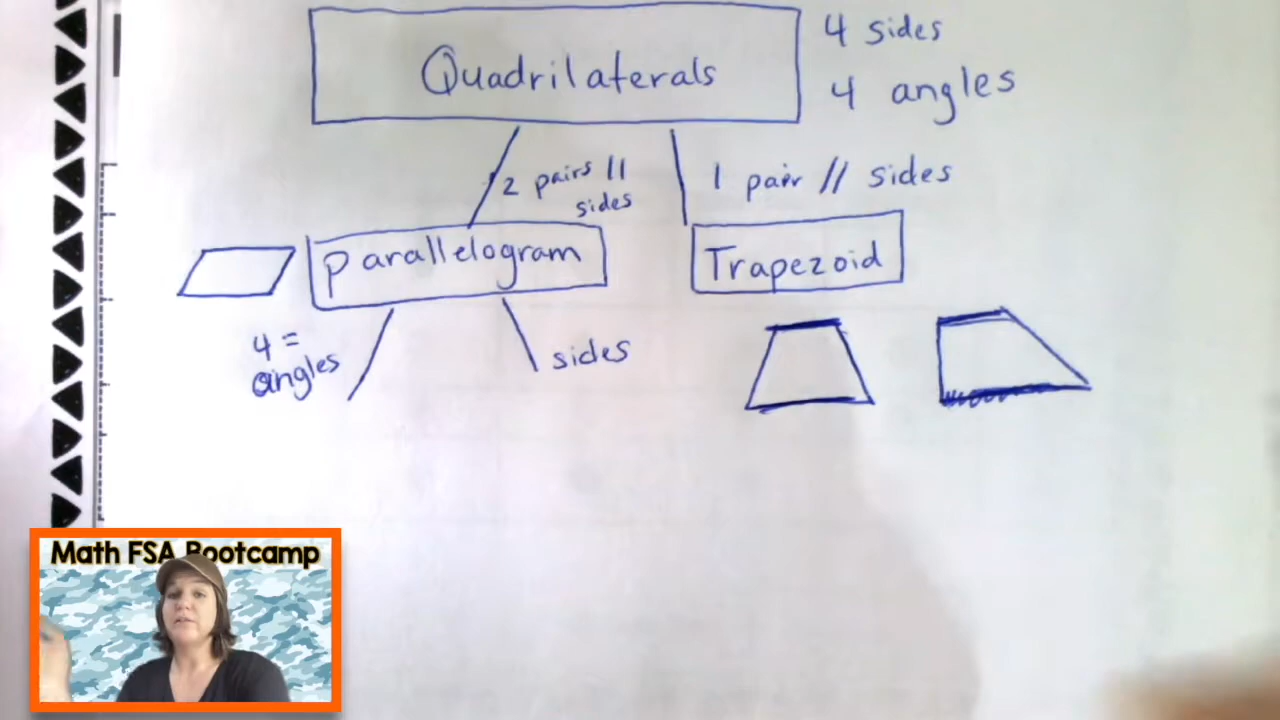 Quadrilaterals
4 sides
4 angles
2 pairs //
sides
1 pair // sides
Parallelogram
Trapezoid
4 =
angles
sides
Math FSA Bootcamp